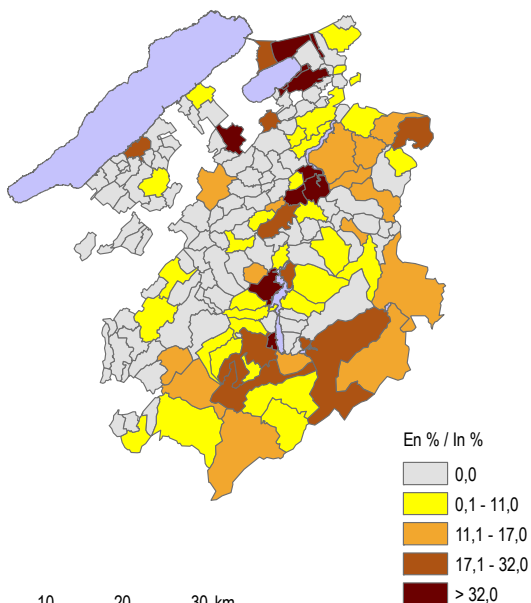 En % / In %
0,0
0,1 - 11,0
11,1 - 17,0
17,1 - 32,0
> 32,0
10 20 30 km